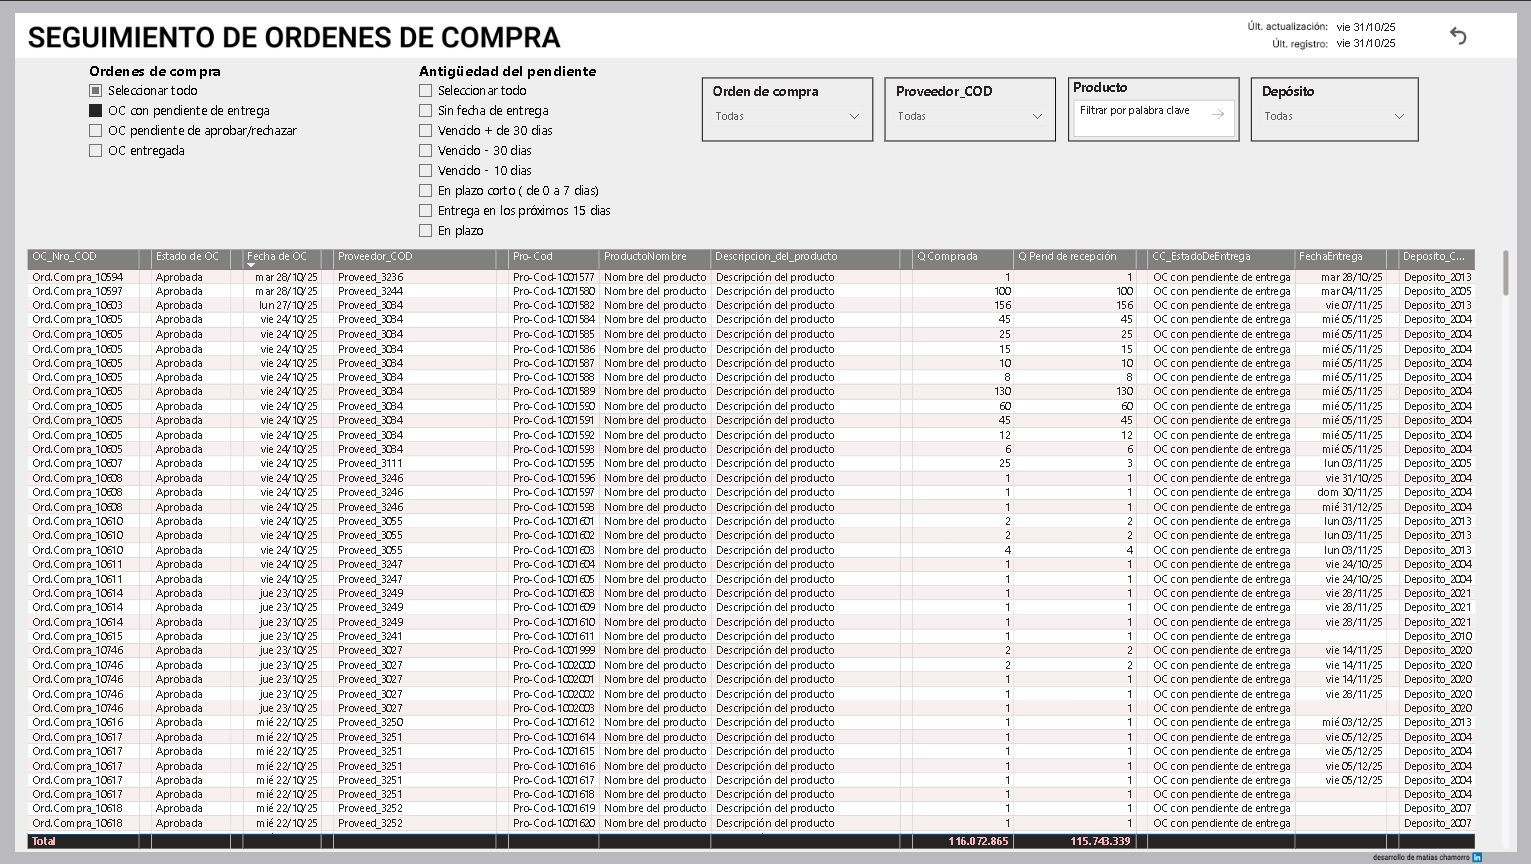 SEGUIMIENTO DE ORDENES DE COMPRA
Últ. actualización: vie 31/10/25
Últ. registro: vie 31/10/25
Ordenes de compra
Seleccionar todo
OC con pendiente de entrega
OC pendiente de aprobar/rechazar
OC entregada
Antigüedad del pendiente
Seleccionar todo
Sin fecha de entrega
Vencido + de 30 dias
Vencido - 30 dias
Vencido - 10 dias
En plazo corto ( de 0 a 7 dias)
Entrega en los próximos 15 dias
En plazo
Orden de compra
Todas
Proveedor_COD
Todas
Producto
Filtrar por palabra clave
Depósito
Todas
OC_Nro_COD Estado de OC Fecha de OC Proveedor_COD Pro-Cod ProductoNombre Descripcion_del_producto Q Comprada Q Pend de recepción CC_EstadoDeEntrega FechaEntrega Deposito_C...
Ord.Compra_10594 Aprobada mar 28/10/25 Proveed_3236 Pro-Cod-1001577 Nombre del producto Descripción del producto 1 1 OC con pendiente de entrega mar 28/10/25 Deposito_2013
Ord.Compra_10597 Aprobada mar 28/10/25 Proveed_3244 Pro-Cod-1001580 Nombre del producto Descripción del producto 100 100 OC con pendiente de entrega mar 04/11/25 Deposito_2005
Ord.Compra_10603 Aprobada lun 27/10/25 Proveed_3034 Pro-Cod-1001582 Nombre del producto Descripción del producto 156 156 OC con pendiente de entrega vie 07/11/25 Deposito_2013
Ord.Compra_10605 Aprobada vie 24/10/25 Proveed_3034 Pro-Cod-1001584 Nombre del producto Descripción del producto 45 45 OC con pendiente de entrega mié 05/11/25 Deposito_2004
Ord.Compra_10605 Aprobada vie 24/10/25 Proveed_3034 Pro-Cod-1001585 Nombre del producto Descripción del producto 25 25 OC con pendiente de entrega mié 05/11/25 Deposito_2004
Ord.Compra_10605 Aprobada vie 24/10/25 Proveed_3034 Pro-Cod-1001586 Nombre del producto Descripción del producto 15 15 OC con pendiente de entrega mié 05/11/25 Deposito_2004
Ord.Compra_10605 Aprobada vie 24/10/25 Proveed_3034 Pro-Cod-1001587 Nombre del producto Descripción del producto 10 10 OC con pendiente de entrega mié 05/11/25 Deposito_2004
Ord.Compra_10605 Aprobada vie 24/10/25 Proveed_3034 Pro-Cod-1001588 Nombre del producto Descripción del producto 8 8 OC con pendiente de entrega mié 05/11/25 Deposito_2004
Ord.Compra_10605 Aprobada vie 24/10/25 Proveed_3034 Pro-Cod-1001589 Nombre del producto Descripción del producto 130 130 OC con pendiente de entrega mié 05/11/25 Deposito_2004
Ord.Compra_10605 Aprobada vie 24/10/25 Proveed_3034 Pro-Cod-1001590 Nombre del producto Descripción del producto 60 60 OC con pendiente de entrega mié 05/11/25 Deposito_2004
Ord.Compra_10605 Aprobada vie 24/10/25 Proveed_3034 Pro-Cod-1001591 Nombre del producto Descripción del producto 45 45 OC con pendiente de entrega mié 05/11/25 Deposito_2004
Ord.Compra_10605 Aprobada vie 24/10/25 Proveed_3034 Pro-Cod-1001592 Nombre del producto Descripción del producto 12 12 OC con pendiente de entrega mié 05/11/25 Deposito_2004
Ord.Compra_10605 Aprobada vie 24/10/25 Proveed_3034 Pro-Cod-1001593 Nombre del producto Descripción del producto 6 6 OC con pendiente de entrega mié 05/11/25 Deposito_2004
Ord.Compra_10607 Aprobada vie 24/10/25 Proveed_3111 Pro-Cod-1001595 Nombre del producto Descripción del producto 25 3 OC con pendiente de entrega lun 03/11/25 Deposito_2005
Ord.Compra_10608 Aprobada vie 24/10/25 Proveed_3246 Pro-Cod-1001596 Nombre del producto Descripción del producto 1 1 OC con pendiente de entrega vie 31/10/25 Deposito_2004
Ord.Compra_10608 Aprobada vie 24/10/25 Proveed_3246 Pro-Cod-1001597 Nombre del producto Descripción del producto 1 1 OC con pendiente de entrega dom 30/11/25 Deposito_2004
Ord.Compra_10608 Aprobada vie 24/10/25 Proveed_3246 Pro-Cod-1001598 Nombre del producto Descripción del producto 1 1 OC con pendiente de entrega mié 31/12/25 Deposito_2004
Ord.Compra_10610 Aprobada vie 24/10/25 Proveed_3055 Pro-Cod-1001601 Nombre del producto Descripción del producto 2 2 OC con pendiente de entrega lun 03/11/25 Deposito_2013
Ord.Compra_10610 Aprobada vie 24/10/25 Proveed_3055 Pro-Cod-1001602 Nombre del producto Descripción del producto 2 2 OC con pendiente de entrega lun 03/11/25 Deposito_2013
Ord.Compra_10610 Aprobada vie 24/10/25 Proveed_3055 Pro-Cod-1001603 Nombre del producto Descripción del producto 4 4 OC con pendiente de entrega lun 03/11/25 Deposito_2013
Ord.Compra_10611 Aprobada vie 24/10/25 Proveed_3247 Pro-Cod-1001604 Nombre del producto Descripción del producto 1 1 OC con pendiente de entrega vie 24/10/25 Deposito_2004
Ord.Compra_10611 Aprobada vie 24/10/25 Proveed_3247 Pro-Cod-1001605 Nombre del producto Descripción del producto 1 1 OC con pendiente de entrega vie 24/10/25 Deposito_2004
Ord.Compra_10614 Aprobada jue 23/10/25 Proveed_3249 Pro-Cod-1001608 Nombre del producto Descripción del producto 1 1 OC con pendiente de entrega vie 28/11/25 Deposito_2021
Ord.Compra_10614 Aprobada jue 23/10/25 Proveed_3249 Pro-Cod-1001609 Nombre del producto Descripción del producto 1 1 OC con pendiente de entrega vie 28/11/25 Deposito_2021
Ord.Compra_10614 Aprobada jue 23/10/25 Proveed_3249 Pro-Cod-1001610 Nombre del producto Descripción del producto 1 1 OC con pendiente de entrega vie 28/11/25 Deposito_2021
Ord.Compra_10615 Aprobada jue 23/10/25 Proveed_3241 Pro-Cod-1001611 Nombre del producto Descripción del producto 1 1 OC con pendiente de entrega Deposito_2010
Ord.Compra_10746 Aprobada jue 23/10/25 Proveed_3027 Pro-Cod-1001999 Nombre del producto Descripción del producto 2 2 OC con pendiente de entrega vie 14/11/25 Deposito_2020
Ord.Compra_10746 Aprobada jue 23/10/25 Proveed_3027 Pro-Cod-1002000 Nombre del producto Descripción del producto 2 2 OC con pendiente de entrega vie 14/11/25 Deposito_2020
Ord.Compra_10746 Aprobada jue 23/10/25 Proveed_3027 Pro-Cod-1002001 Nombre del producto Descripción del producto 1 1 OC con pendiente de entrega vie 14/11/25 Deposito_2020
Ord.Compra_10746 Aprobada jue 23/10/25 Proveed_3027 Pro-Cod-1002002 Nombre del producto Descripción del producto 1 1 OC con pendiente de entrega vie 28/11/25 Deposito_2020
Ord.Compra_10746 Aprobada jue 23/10/25 Proveed_3027 Pro-Cod-1002003 Nombre del producto Descripción del producto 1 1 OC con pendiente de entrega Deposito_2020
Ord.Compra_10616 Aprobada mié 22/10/25 Proveed_3250 Pro-Cod-1001612 Nombre del producto Descripción del producto 1 1 OC con pendiente de entrega mié 03/12/25 Deposito_2013
Ord.Compra_10617 Aprobada mié 22/10/25 Proveed_3251 Pro-Cod-1001614 Nombre del producto Descripción del producto 1 1 OC con pendiente de entrega vie 05/12/25 Deposito_2004
Ord.Compra_10617 Aprobada mié 22/10/25 Proveed_3251 Pro-Cod-1001615 Nombre del producto Descripción del producto 1 1 OC con pendiente de entrega vie 05/12/25 Deposito_2004
Ord.Compra_10617 Aprobada mié 22/10/25 Proveed_3251 Pro-Cod-1001616 Nombre del producto Descripción del producto 1 1 OC con pendiente de entrega vie 05/12/25 Deposito_2004
Ord.Compra_10617 Aprobada mié 22/10/25 Proveed_3251 Pro-Cod-1001617 Nombre del producto Descripción del producto 1 1 OC con pendiente de entrega vie 05/12/25 Deposito_2004
Ord.Compra_10617 Aprobada mié 22/10/25 Proveed_3251 Pro-Cod-1001618 Nombre del producto Descripción del producto 1 1 OC con pendiente de entrega Deposito_2004
Ord.Compra_10618 Aprobada mié 22/10/25 Proveed_3252 Pro-Cod-1001619 Nombre del producto Descripción del producto 1 1 OC con pendiente de entrega Deposito_2007
Ord.Compra_10618 Aprobada mié 22/10/25 Proveed_3252 Pro-Cod-1001620 Nombre del producto Descripción del producto 1 1 OC con pendiente de entrega Deposito_2007
Total 116.072.865 115.743.339
desarrollo de matias chamorro in